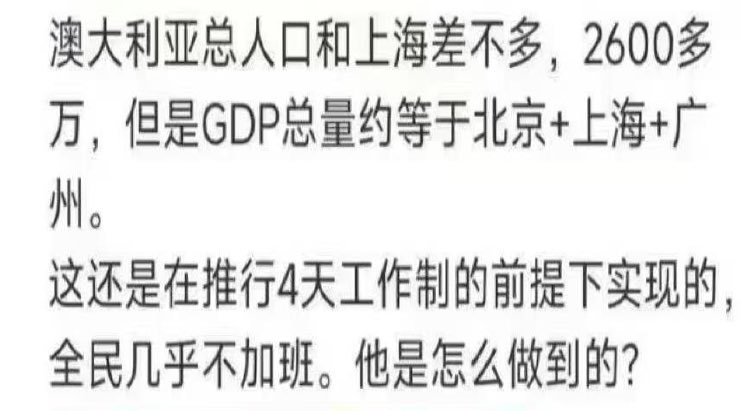 澳大利亚总人口和上海差不多，2600多
万，但是GDP总量约等于北京+上海+广
州。
这还是在推行4天工作制的前提下实现的，
全民几乎不加班。他是怎么做到的？